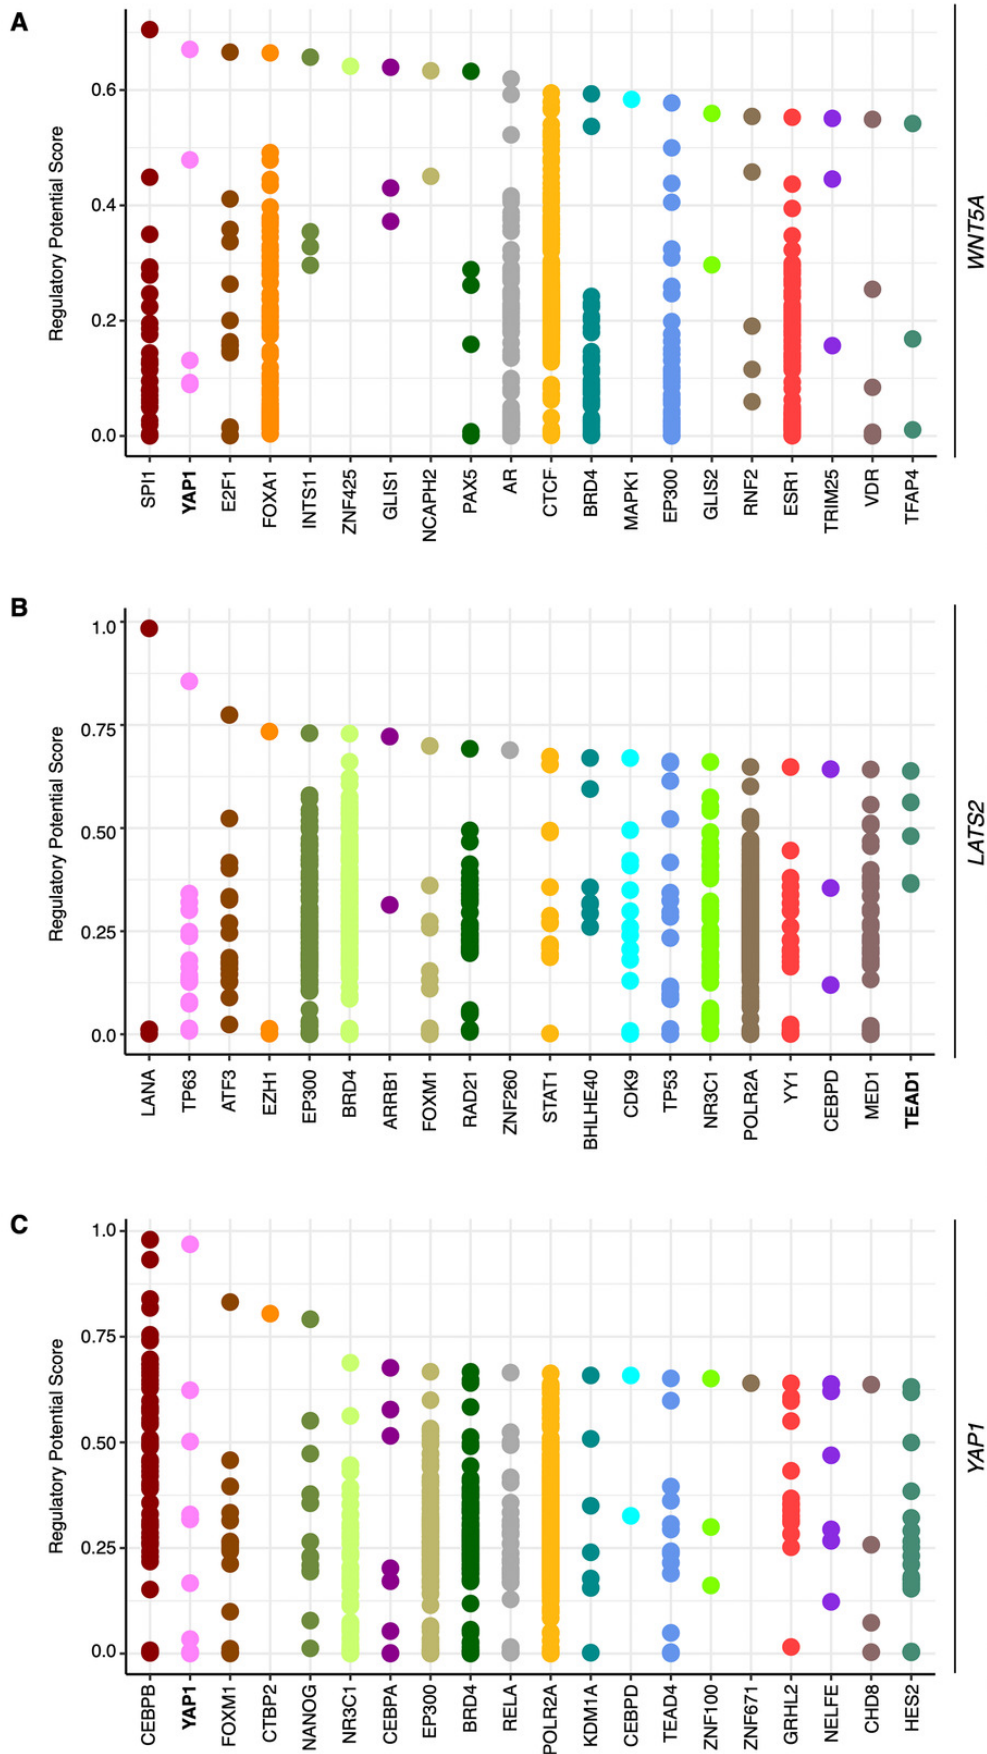 A
Regulatory Potential Score
0.6
0.4
0.2
0.0
SPI1 YAP1 E2F1 FOXA1 INTS11 ZNF425 GLIS1 NCAPH2 PAX5 AR CTCF BRD4 MAPK1 EP300 GLIS2 RNF2 ESR1 TRIM25 VDR TFAP4
WNT5A
B
Regulatory Potential Score
1.0
0.75
0.50
0.25
0.0
LANA TP63 ATF3 EZH1 EP300 BRD4 ARRB1 FOXM1 RAD21 ZNF260 STAT1 BHLHE40 CDK9 TP53 NR3C1 POLR2A YY1 CEBPD MED1 TEAD1
LATS2
C
Regulatory Potential Score
1.0
0.75
0.50
0.25
0.0
CEBPB YAP1 FOXM1 CTBP2 NANOG NR3C1 CEBPA EP300 BRD4 RELA POLR2A KDM1A CEBPD TEAD4 ZNF100 ZNF671 GRHL2 NELFE CHD8 HES2
YAP1